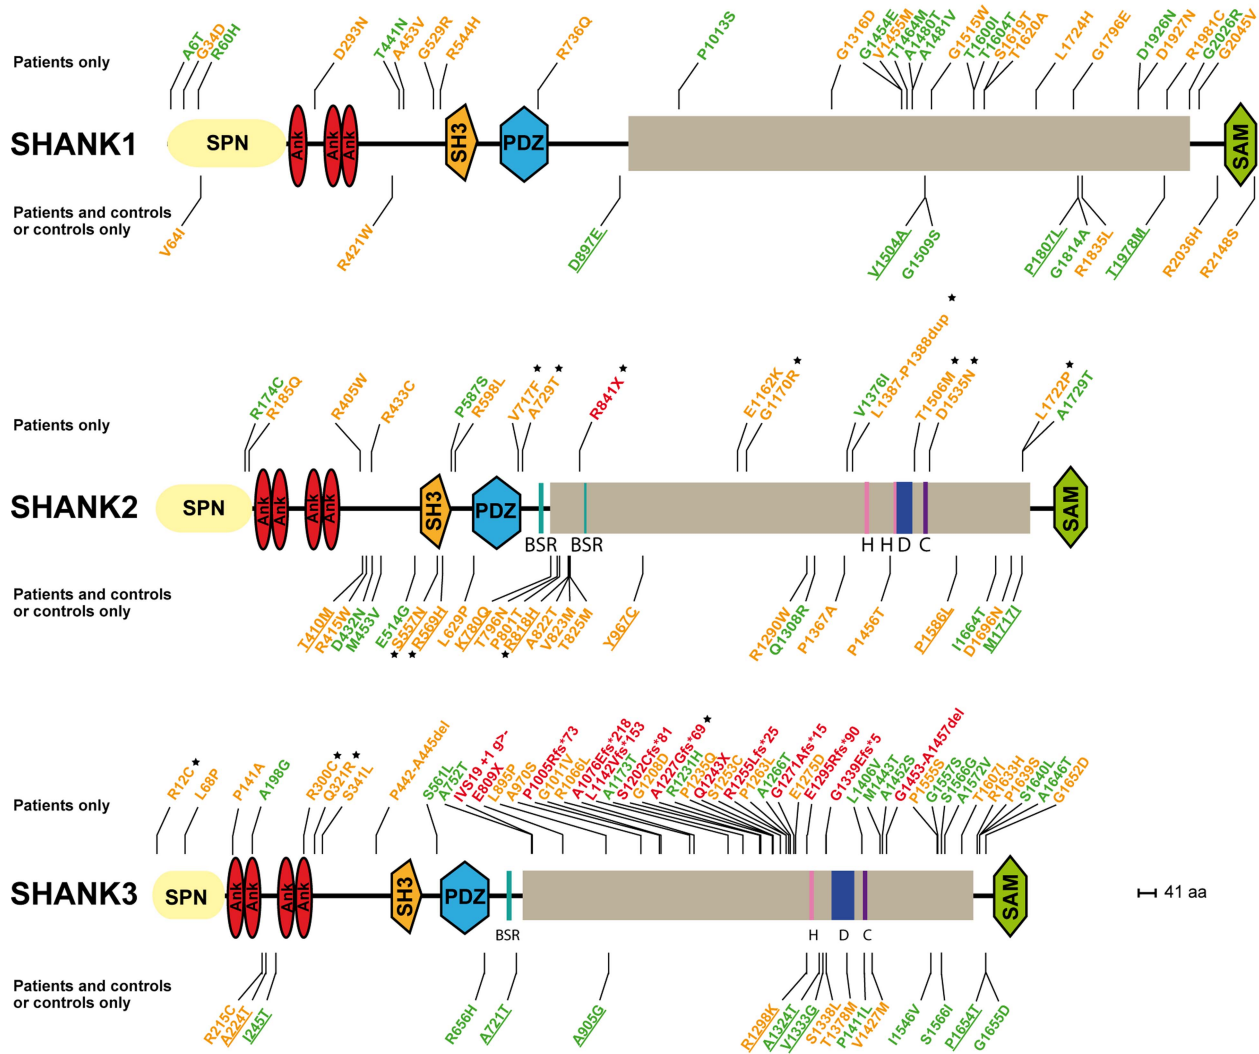 Patients only
A6T
G34D
R60H
D293N
T441N
A453V
G529R
R544H
R736Q
P1013S
G1316D
G1454E
V1455M
T1464M
A1480T
A1481V
G1515W
T1600I
T1604T
S1619T
T1620A
L1724H
G1796E
D1926N
D1927N
R1981C
G2026R
G2045V
SHANK1
SPN
Ank
Ank
Ank
SH3
PDZ
SAM
Patients and controls
or controls only
V64I
R421W
D897E
V1504A
G1509S
P1807L
G1814A
R1835L
T1978M
R2036H
R2148S
Patients only
R174C
R185Q
R405W
R433C
P587S
R598L
V717F
A729T
R841X
E1162K
G1170R
V1376I
L1387-P1388dup
T1506M
D1535N
L1722P
A1729T
SHANK2
SPN
Ank
Ank
Ank
Ank
SH3
PDZ
BSR
BSR
H
H
D
C
SAM
Patients and controls
or controls only
T410M
R415W
D432N
M453V
E514G
S557N
R569H
L629P
K780Q
T796N
P801T
R818H
A822T
V823M
T825M
Y967C
R1290W
Q1308R
P1367A
P1456T
P1586L
I1664T
D1696N
M1717I
Patients only
R12C
L68P
P141A
A198G
R300C
Q321R
S341L
P442-A445del
S561L
A752T
IVS19 +1 g>-
E809X
L895P
A970S
P1005Rfs*73
G1011V
R1066L
A1076Efs*218
L1142Vfs*153
A1173T
S1202Cfs*81
G1206D
A1227Gfs*69
R1231H
P1235Q
Q1243X
S1253C
R1255Lfs*25
P1263L
A1266T
G1271Afs*15
E1275D
E1295Rfs*90
G1339Efs*5
L1406V
M1443T
A1452S
G1453-A1457del
P1555S
G1557S
S1566G
A1572V
T1607I
R1633H
P1638S
S1640L
A1646T
G1652D
SHANK3
SPN
Ank
Ank
Ank
Ank
SH3
PDZ
BSR
H
D
C
SAM
41 aa
Patients and controls
or controls only
R215C
A224T
I245T
R656H
A721T
A905G
R1298K
A1324T
V1333G
S1338L
T1378M
P1411L
V1427M
I1546V
S1566I
P1654T
G1655D